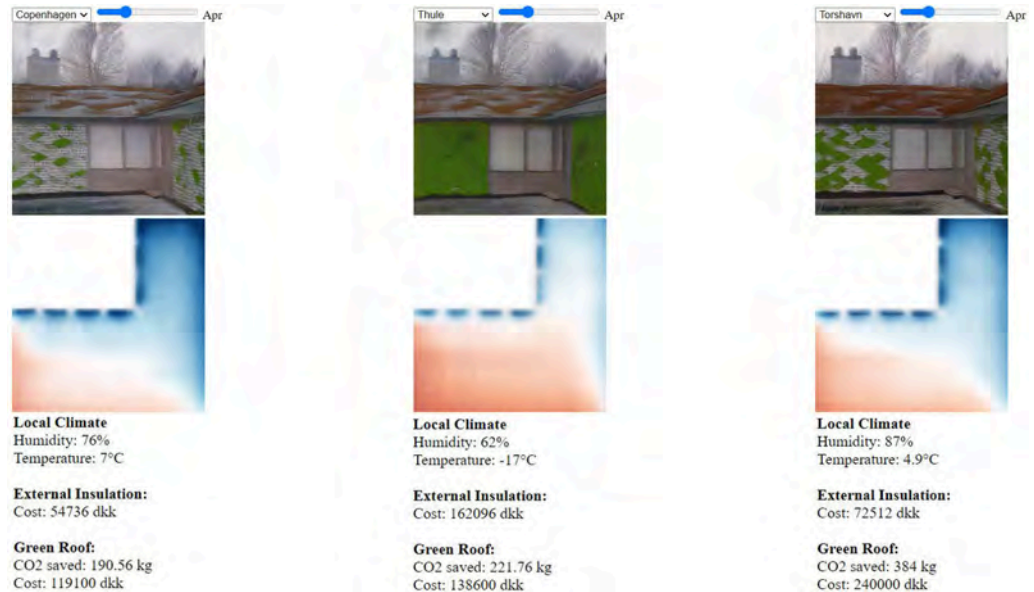 Copenhagen
Apr
Local Climate
Humidity: 76%
Temperature: 7°C
External Insulation:
Cost: 54736 dkk
Green Roof:
CO2 saved: 190.56 kg
Cost: 119100 dkk
Thule
Apr
Local Climate
Humidity: 62%
Temperature: -17°C
External Insulation:
Cost: 162096 dkk
Green Roof:
CO2 saved: 221.76 kg
Cost: 138600 dkk
Torshavn
Apr
Local Climate
Humidity: 87%
Temperature: 4.9°C
External Insulation:
Cost: 72512 dkk
Green Roof:
CO2 saved: 384 kg
Cost: 240000 dkk